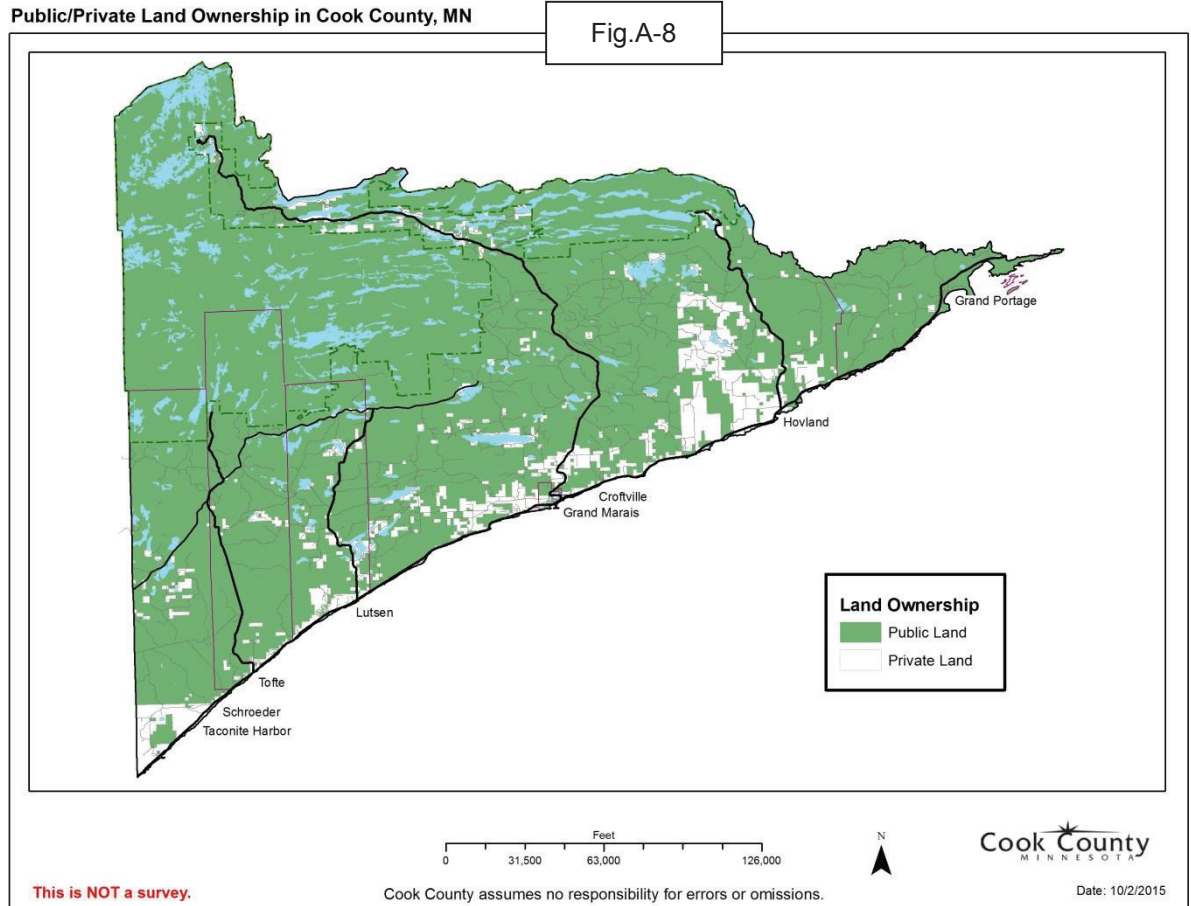 Public/Private Land Ownership in Cook County, MN
Fig.A-8
Grand Portage
Hovland
Croftville
Grand Marais
Lutsen
Tofte
Schroeder
Taconite Harbor
Land Ownership
Public Land
Private Land
Feet
0 31,500 63,000 126,000
N
Cook County
MINNESOTA
This is NOT a survey.
Cook County assumes no responsibility for errors or omissions.
Date: 10/2/2015